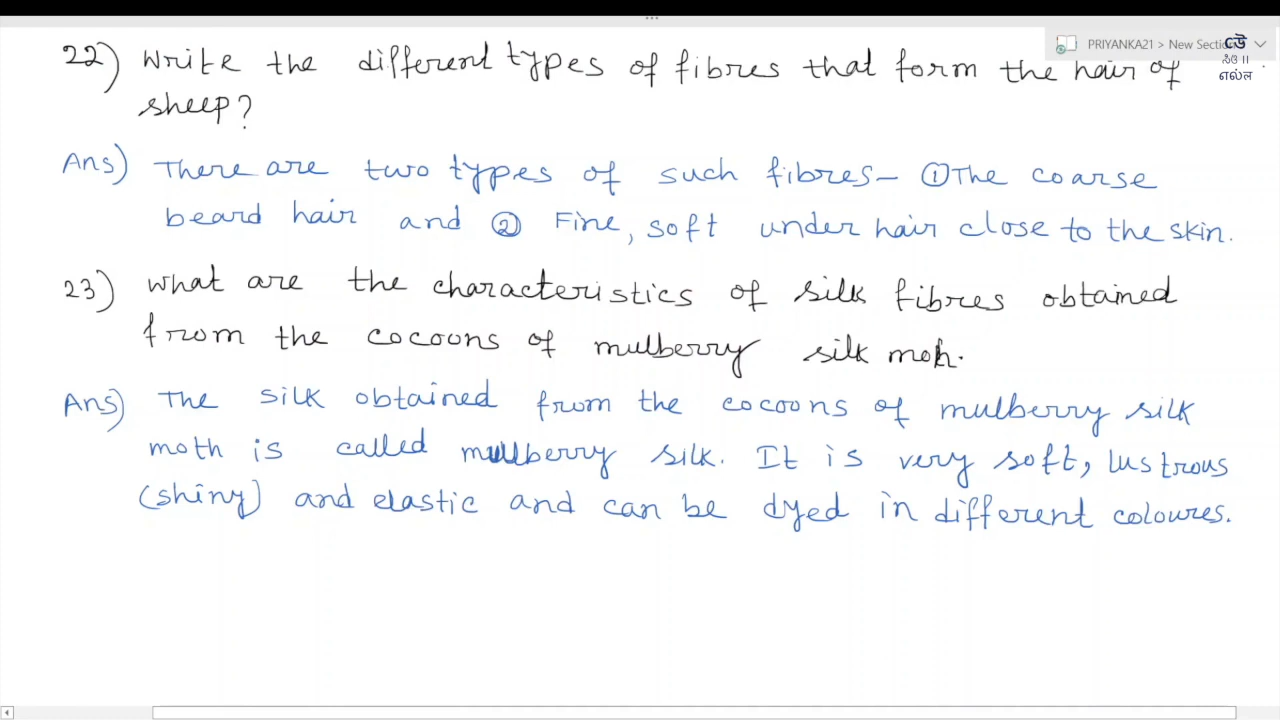 PRIYANKA21 > New Section
22) Write the different types of fibres that form the hair of
sheep?
Ans) There are two types of such fibres- ① The coarse
beard hair and ② Fine, soft under hair close to the skin.
23) What are the characteristics of silk fibres obtained
from the cocoons of mulberry silk moh.
Ans) The silk obtained from the cocoons of mulberry silk
moth is called mulberry silk. It is very soft, lustrous
(shiny) and elastic and can be dyed in different coloures.